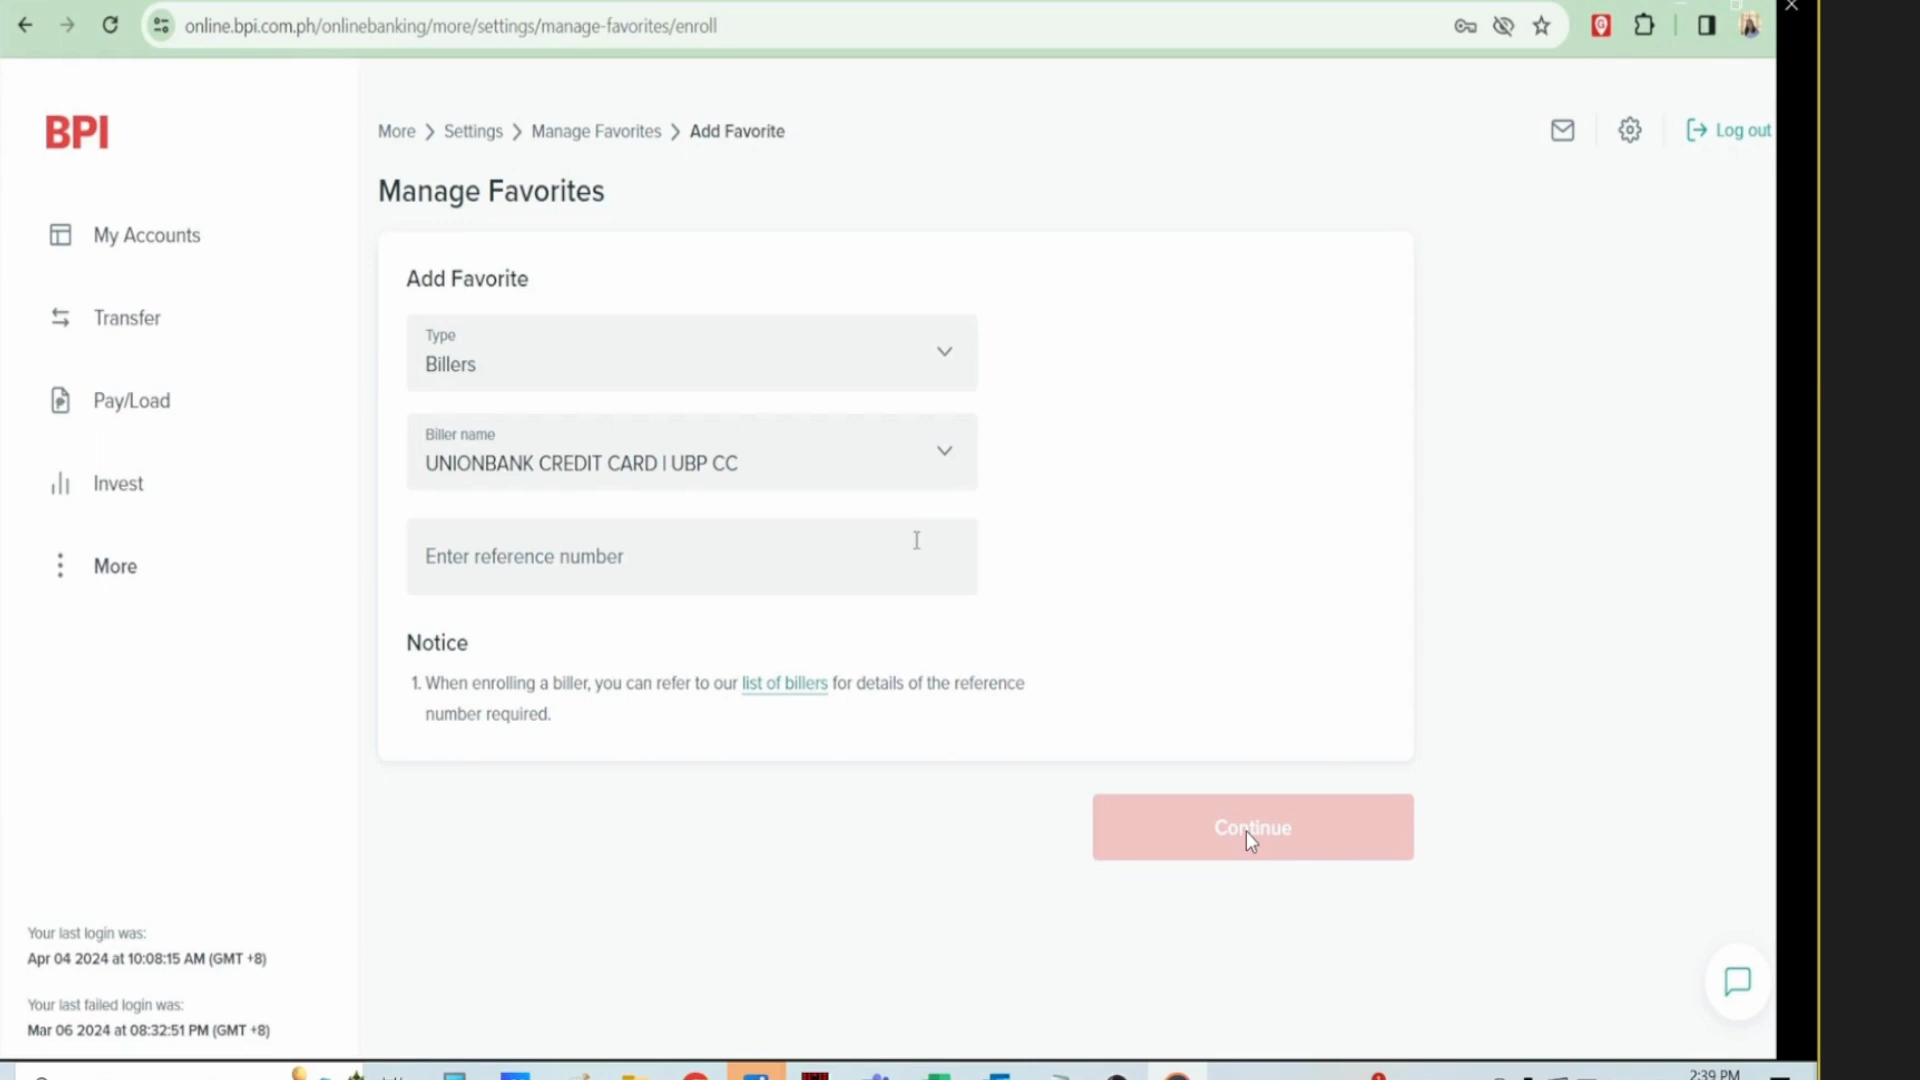 online.bpi.com.ph/onlinebanking/more/settings/manage-favorites/enroll
BPI
My Accounts
Transfer
Pay/Load
Invest
More
Your last login was:
Apr 04 2024 at 10:08:15 AM (GMT +8)
Your last failed login was:
Mar 06 2024 at 08:32:51 PM (GMT +8)
More > Settings > Manage Favorites > Add Favorite
Log out
Manage Favorites
Add Favorite
Type
Billers
Biller name
UNIONBANK CREDIT CARD | UBP CC
Enter reference number
Notice
1. When enrolling a biller, you can refer to our list of billers for details of the reference
number required.
Continue
2:39 PM